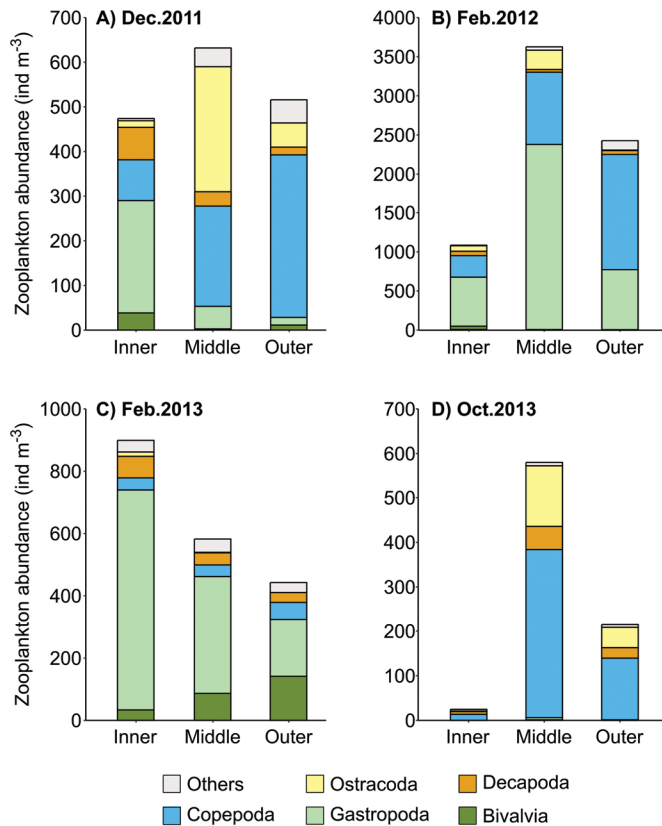 A) Dec.2011
Zooplankton abundance (ind m-3)
700
600
500
400
300
200
100
0
Inner Middle Outer
B) Feb.2012
4000
3500
3000
2500
2000
1500
1000
500
0
Inner Middle Outer
C) Feb.2013
Zooplankton abundance (ind m-3)
1000
800
600
400
200
0
Inner Middle Outer
D) Oct.2013
700
600
500
400
300
200
100
0
Inner Middle Outer
Others Ostracoda Decapoda
Copepoda Gastropoda Bivalvia